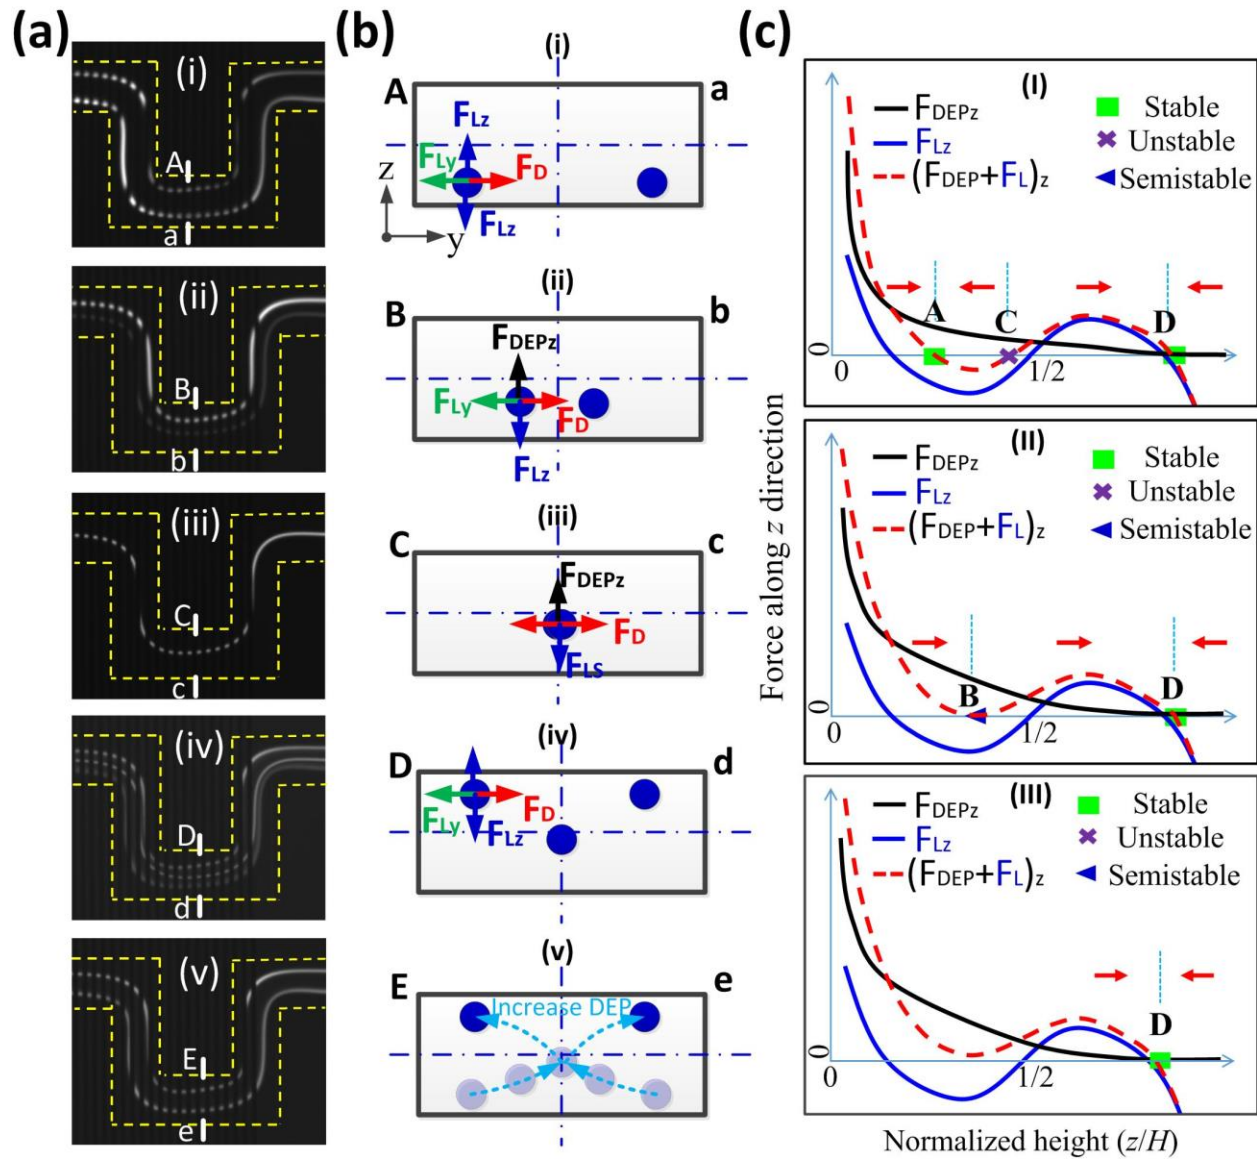 (a)
(i)
A
a
(ii)
B
b
(iii)
C
c
(iv)
D
d
(v)
E
e
(b)
(i)
A
a
FLz
FLy
FD
FLz
z
y
(ii)
B
b
FDEPz
FLy
FD
FLz
(iii)
C
c
FDEPz
FD
FLS
(iv)
D
d
FLy
FD
FLz
(v)
E
e
Increase DEP
(c)
Force along z direction
(I)
FDEPz
FLz
(FDEP+FL)z
Stable
Unstable
Semistable
A
C
D
0
0
1/2
(II)
FDEPz
FLz
(FDEP+FL)z
Stable
Unstable
Semistable
B
D
0
0
1/2
(III)
FDEPz
FLz
(FDEP+FL)z
Stable
Unstable
Semistable
D
0
0
1/2
Normalized height (z/H)